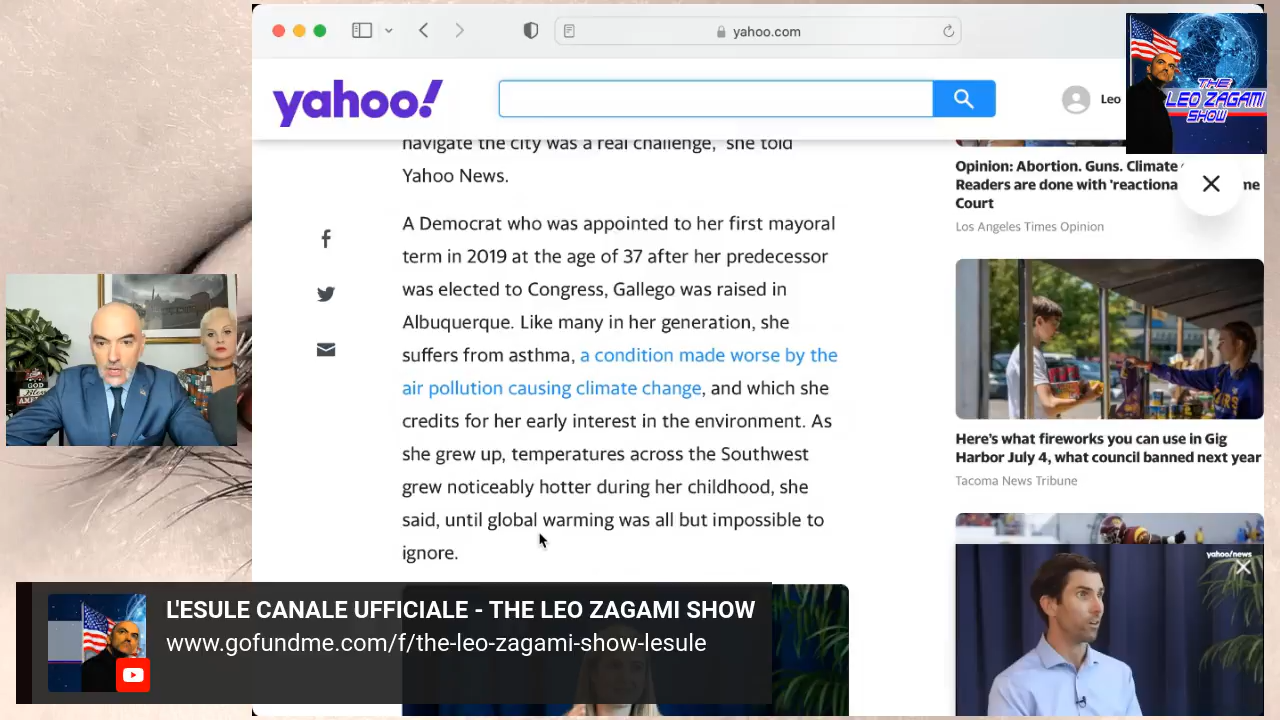 yahoo.com
yahoo!
Leo
THE
LEO ZAGAMI
SHOW
navigate the city was a real challenge," she told
Yahoo News.
A Democrat who was appointed to her first mayoral
term in 2019 at the age of 37 after her predecessor
was elected to Congress, Gallego was raised in
Albuquerque. Like many in her generation, she
suffers from asthma, a condition made worse by the
air pollution causing climate change, and which she
credits for her early interest in the environment. As
she grew up, temperatures across the Southwest
grew noticeably hotter during her childhood, she
said, until global warming was all but impossible to
ignore.
Opinion: Abortion. Guns. Climate
Readers are done with 'reactiona me
Court
Los Angeles Times Opinion
Here's what fireworks you can use in Gig
Harbor July 4, what council banned next year
Tacoma News Tribune
yahoo!news
L'ESULE CANALE UFFICIALE - THE LEO ZAGAMI SHOW
www.gofundme.com/f/the-leo-zagami-show-lesule